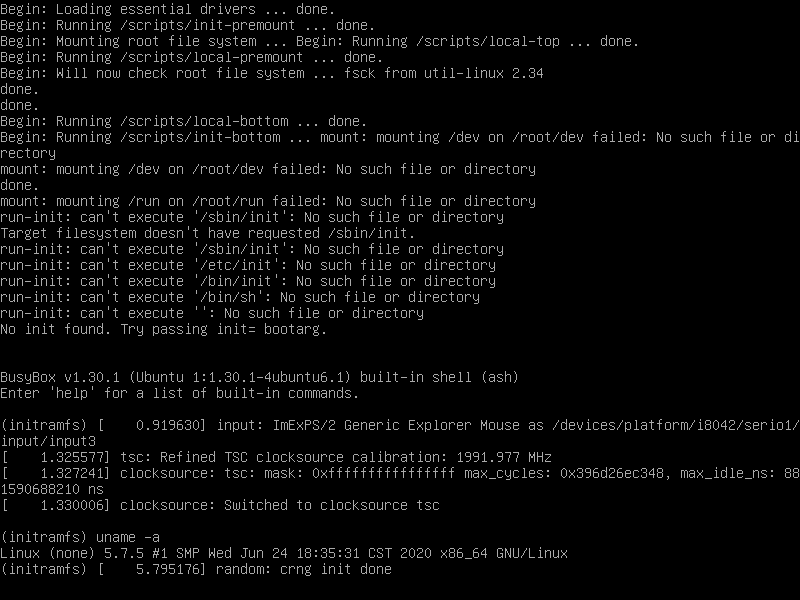 Begin: Loading essential drivers ... done.
Begin: Running /scripts/init-premount ... done.
Begin: Mounting root file system ... Begin: Running /scripts/local-top ... done.
Begin: Running /scripts/local-premount ... done.
Begin: Will now check root file system ... fsck from util-linux 2.34
done.
done.
Begin: Running /scripts/local-bottom ... done.
Begin: Running /scripts/init-bottom ... mount: mounting /dev on /root/dev failed: No such file or di
rectory
mount: mounting /dev on /root/dev failed: No such file or directory
done.
mount: mounting /run on /root/run failed: No such file or directory
run-init: can't execute '/sbin/init': No such file or directory
Target filesystem doesn't have requested /sbin/init.
run-init: can't execute '/sbin/init': No such file or directory
run-init: can't execute '/etc/init': No such file or directory
run-init: can't execute '/bin/init': No such file or directory
run-init: can't execute '/bin/sh': No such file or directory
run-init: can't execute '': No such file or directory
No init found. Try passing init= bootarg.
BusyBox v1.30.1 (Ubuntu 1:1.30.1-4ubuntu6.1) built-in shell (ash)
Enter 'help' for a list of built-in commands.
(initramfs) [    0.919630] input: ImExPS/2 Generic Explorer Mouse as /devices/platform/i8042/serio1/
input/input3
[    1.325577] tsc: Refined TSC clocksource calibration: 1991.977 MHz
[    1.327241] clocksource: tsc: mask: 0xffffffffffffffff max_cycles: 0x396d26ec348, max_idle_ns: 88
1590688210 ns
[    1.330006] clocksource: Switched to clocksource tsc
(initramfs) uname -a
Linux (none) 5.7.5 #1 SMP Wed Jun 24 18:35:31 CST 2020 x86_64 GNU/Linux
(initramfs) [    5.795176] random: crng init done